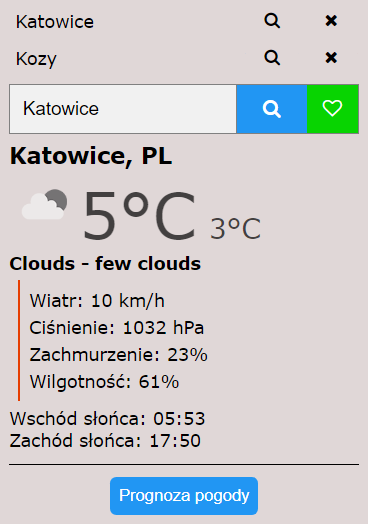 Katowice
Kozy
Katowice
Katowice, PL
5°C 3°C
Clouds - few clouds
Wiatr: 10 km/h
Ciśnienie: 1032 hPa
Zachmurzenie: 23%
Wilgotność: 61%
Wschód słońca: 05:53
Zachód słońca: 17:50
Prognoza pogody